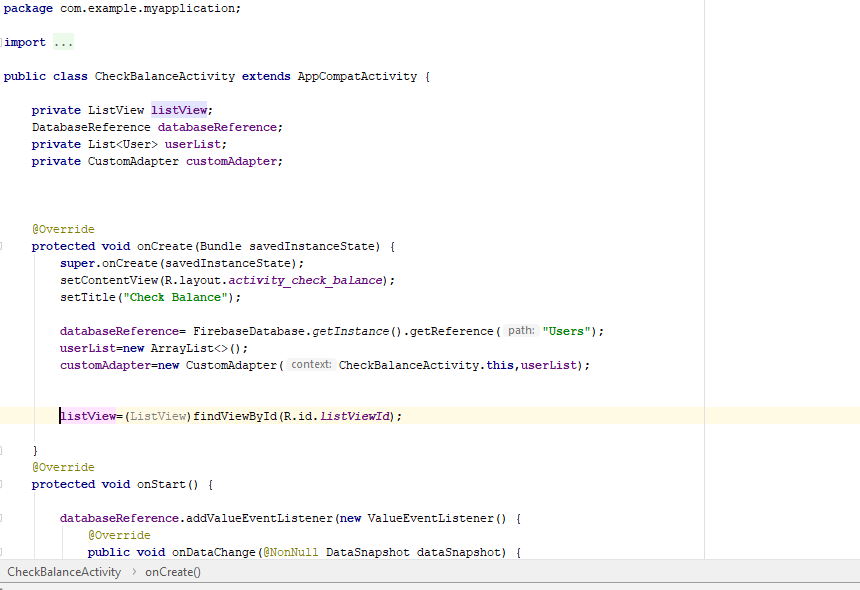 package com.example.myapplication;
import ...
public class CheckBalanceActivity extends AppCompatActivity {
private ListView listView;
DatabaseReference databaseReference;
private List<User> userList;
private CustomAdapter customAdapter;
@Override
protected void onCreate(Bundle savedInstanceState) {
super.onCreate(savedInstanceState);
setContentView(R.layout.activity_check_balance);
setTitle("Check Balance");
databaseReference= FirebaseDatabase.getInstance().getReference( path: "Users");
userList=new ArrayList<>();
customAdapter=new CustomAdapter( context: CheckBalanceActivity.this,userList);
listView=(ListView)findViewById(R.id.listViewId);
}
@Override
protected void onStart() {
databaseReference.addValueEventListener(new ValueEventListener() {
@Override
public void onDataChange(@NonNull DataSnapshot dataSnapshot) {
CheckBalanceActivity › onCreate()